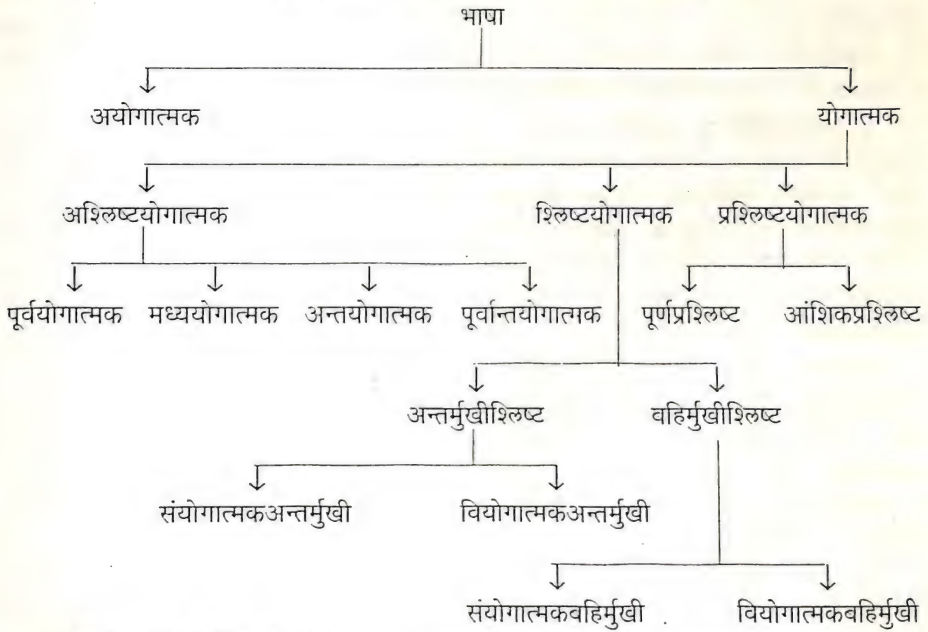 भाषा
अयोगात्मक योगात्मक
अश्लिष्टयोगात्मक श्लिष्टयोगात्मक प्रश्लिष्टयोगात्मक
पूर्वयोगात्मक मध्ययोगात्मक अन्तयोगात्मक पूर्वान्तयोगात्मक पूर्णप्रश्लिष्ट आंशिकप्रश्लिष्ट
अन्तर्मुखीश्लिष्ट वहिर्मुखीश्लिष्ट
संयोगात्मकअन्तर्मुखी वियोगात्मकअन्तर्मुखी
संयोगात्मकबहिर्मुखी वियोगात्मकबहिर्मुखी